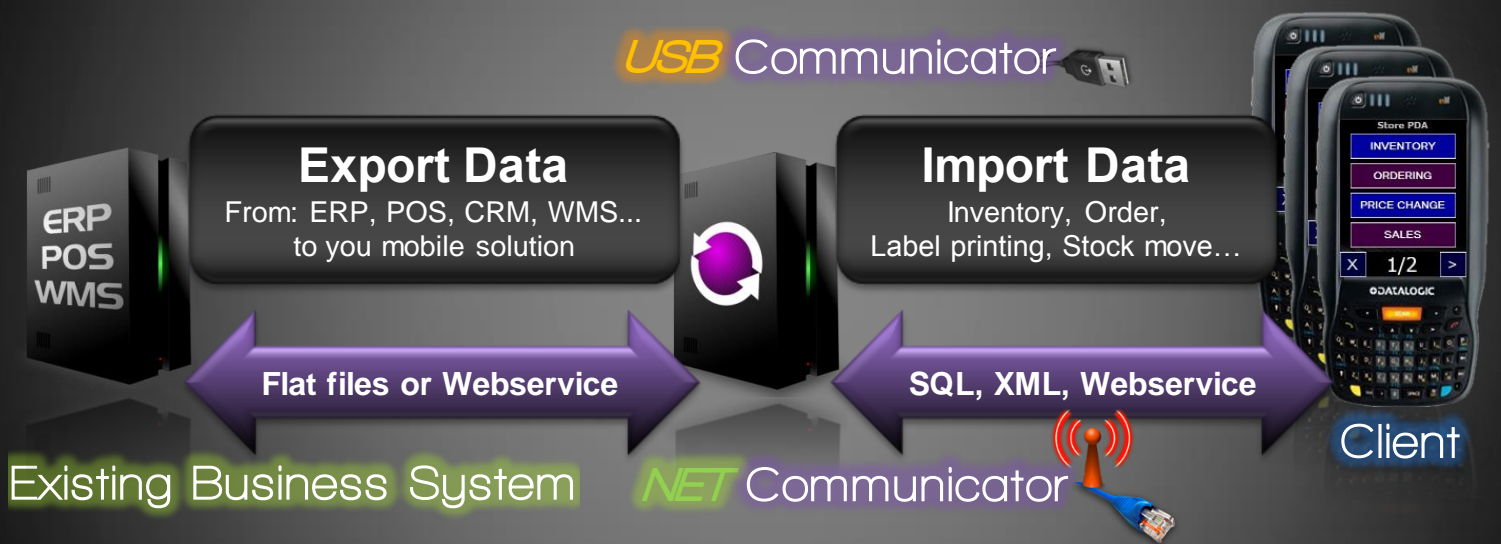 USB Communicator
Export Data
From: ERP, POS, CRM, WMS...
to you mobile solution
Import Data
Inventory, Order,
Label printing, Stock move…
ERP
POS
WMS
Flat files or Webservice
SQL, XML, Webservice
Store PDA
INVENTORY
ORDERING
PRICE CHANGE
SALES
X 1/2 >
DATALOGIC
SCAN
Client
Existing Business System
NET Communicator